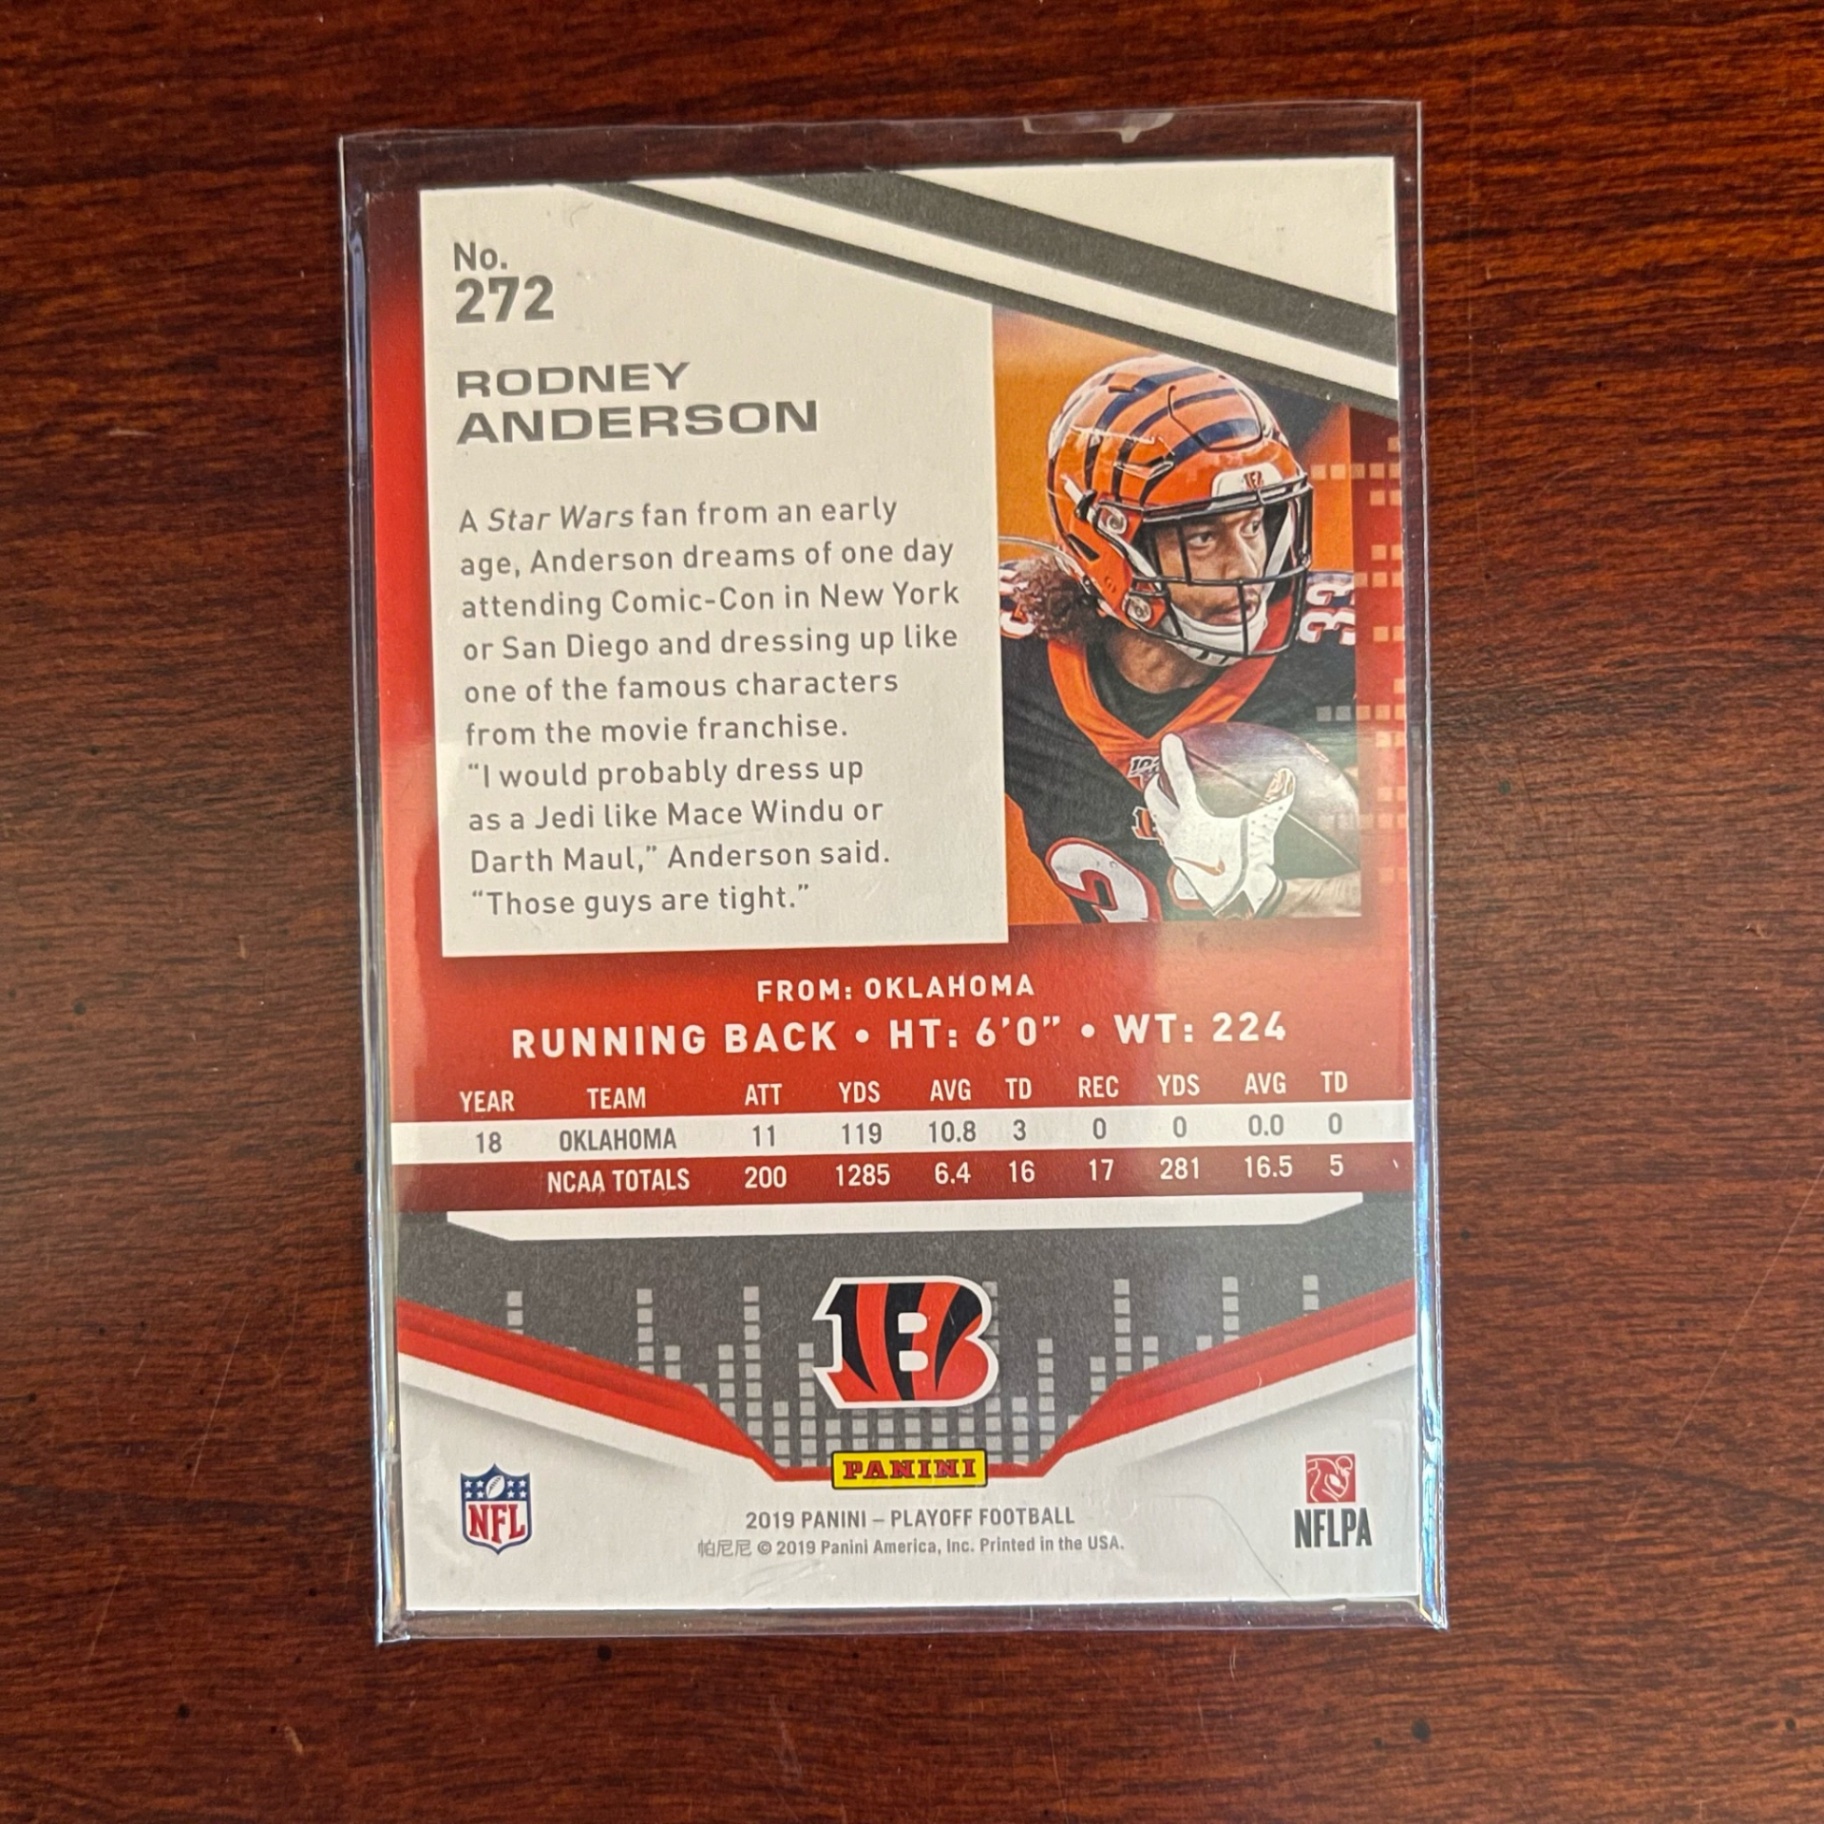 No.
272
RODNEY
ANDERSON
A Star Wars fan from an early
age, Anderson dreams of one day
attending Comic-Con in New York
or San Diego and dressing up like
one of the famous characters
from the movie franchise.
“I would probably dress up
as a Jedi like Mace Windu or
Darth Maul,” Anderson said.
“Those guys are tight.”
33
FROM: OKLAHOMA
RUNNING BACK • HT: 6’0” • WT: 224
YEAR TEAM ATT YDS AVG TD REC YDS AVG TD
18 OKLAHOMA 11 119 10.8 3 0 0 0.0 0
NCAA TOTALS 200 1285 6.4 16 17 281 16.5 5
B
PANINI
NFL
NFLPA
2019 PANINI – PLAYOFF FOOTBALL
帕尼尼 © 2019 Panini America, Inc. Printed in the USA.